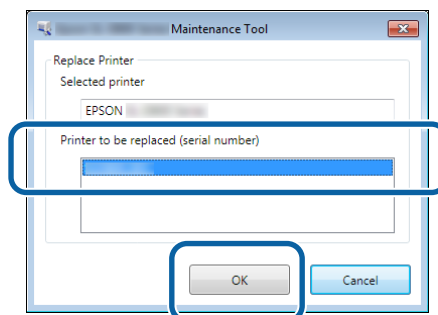 Maintenance Tool
Replace Printer
Selected printer
EPSON
Printer to be replaced (serial number)
OK
Cancel